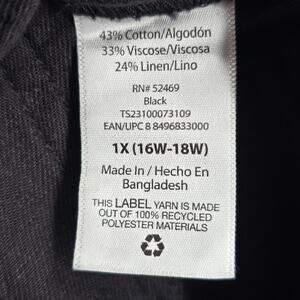 43% Cotton/Algodón
33% Viscose/Viscosa
24% Linen/Lino
RN# 52469
Black
TS23100073109
EAN/UPC 8 8496833000
1X (16W-18W)
Made In / Hecho En
Bangladesh
THIS LABEL YARN IS MADE
OUT OF 100% RECYCLED
POLYESTER MATERIALS